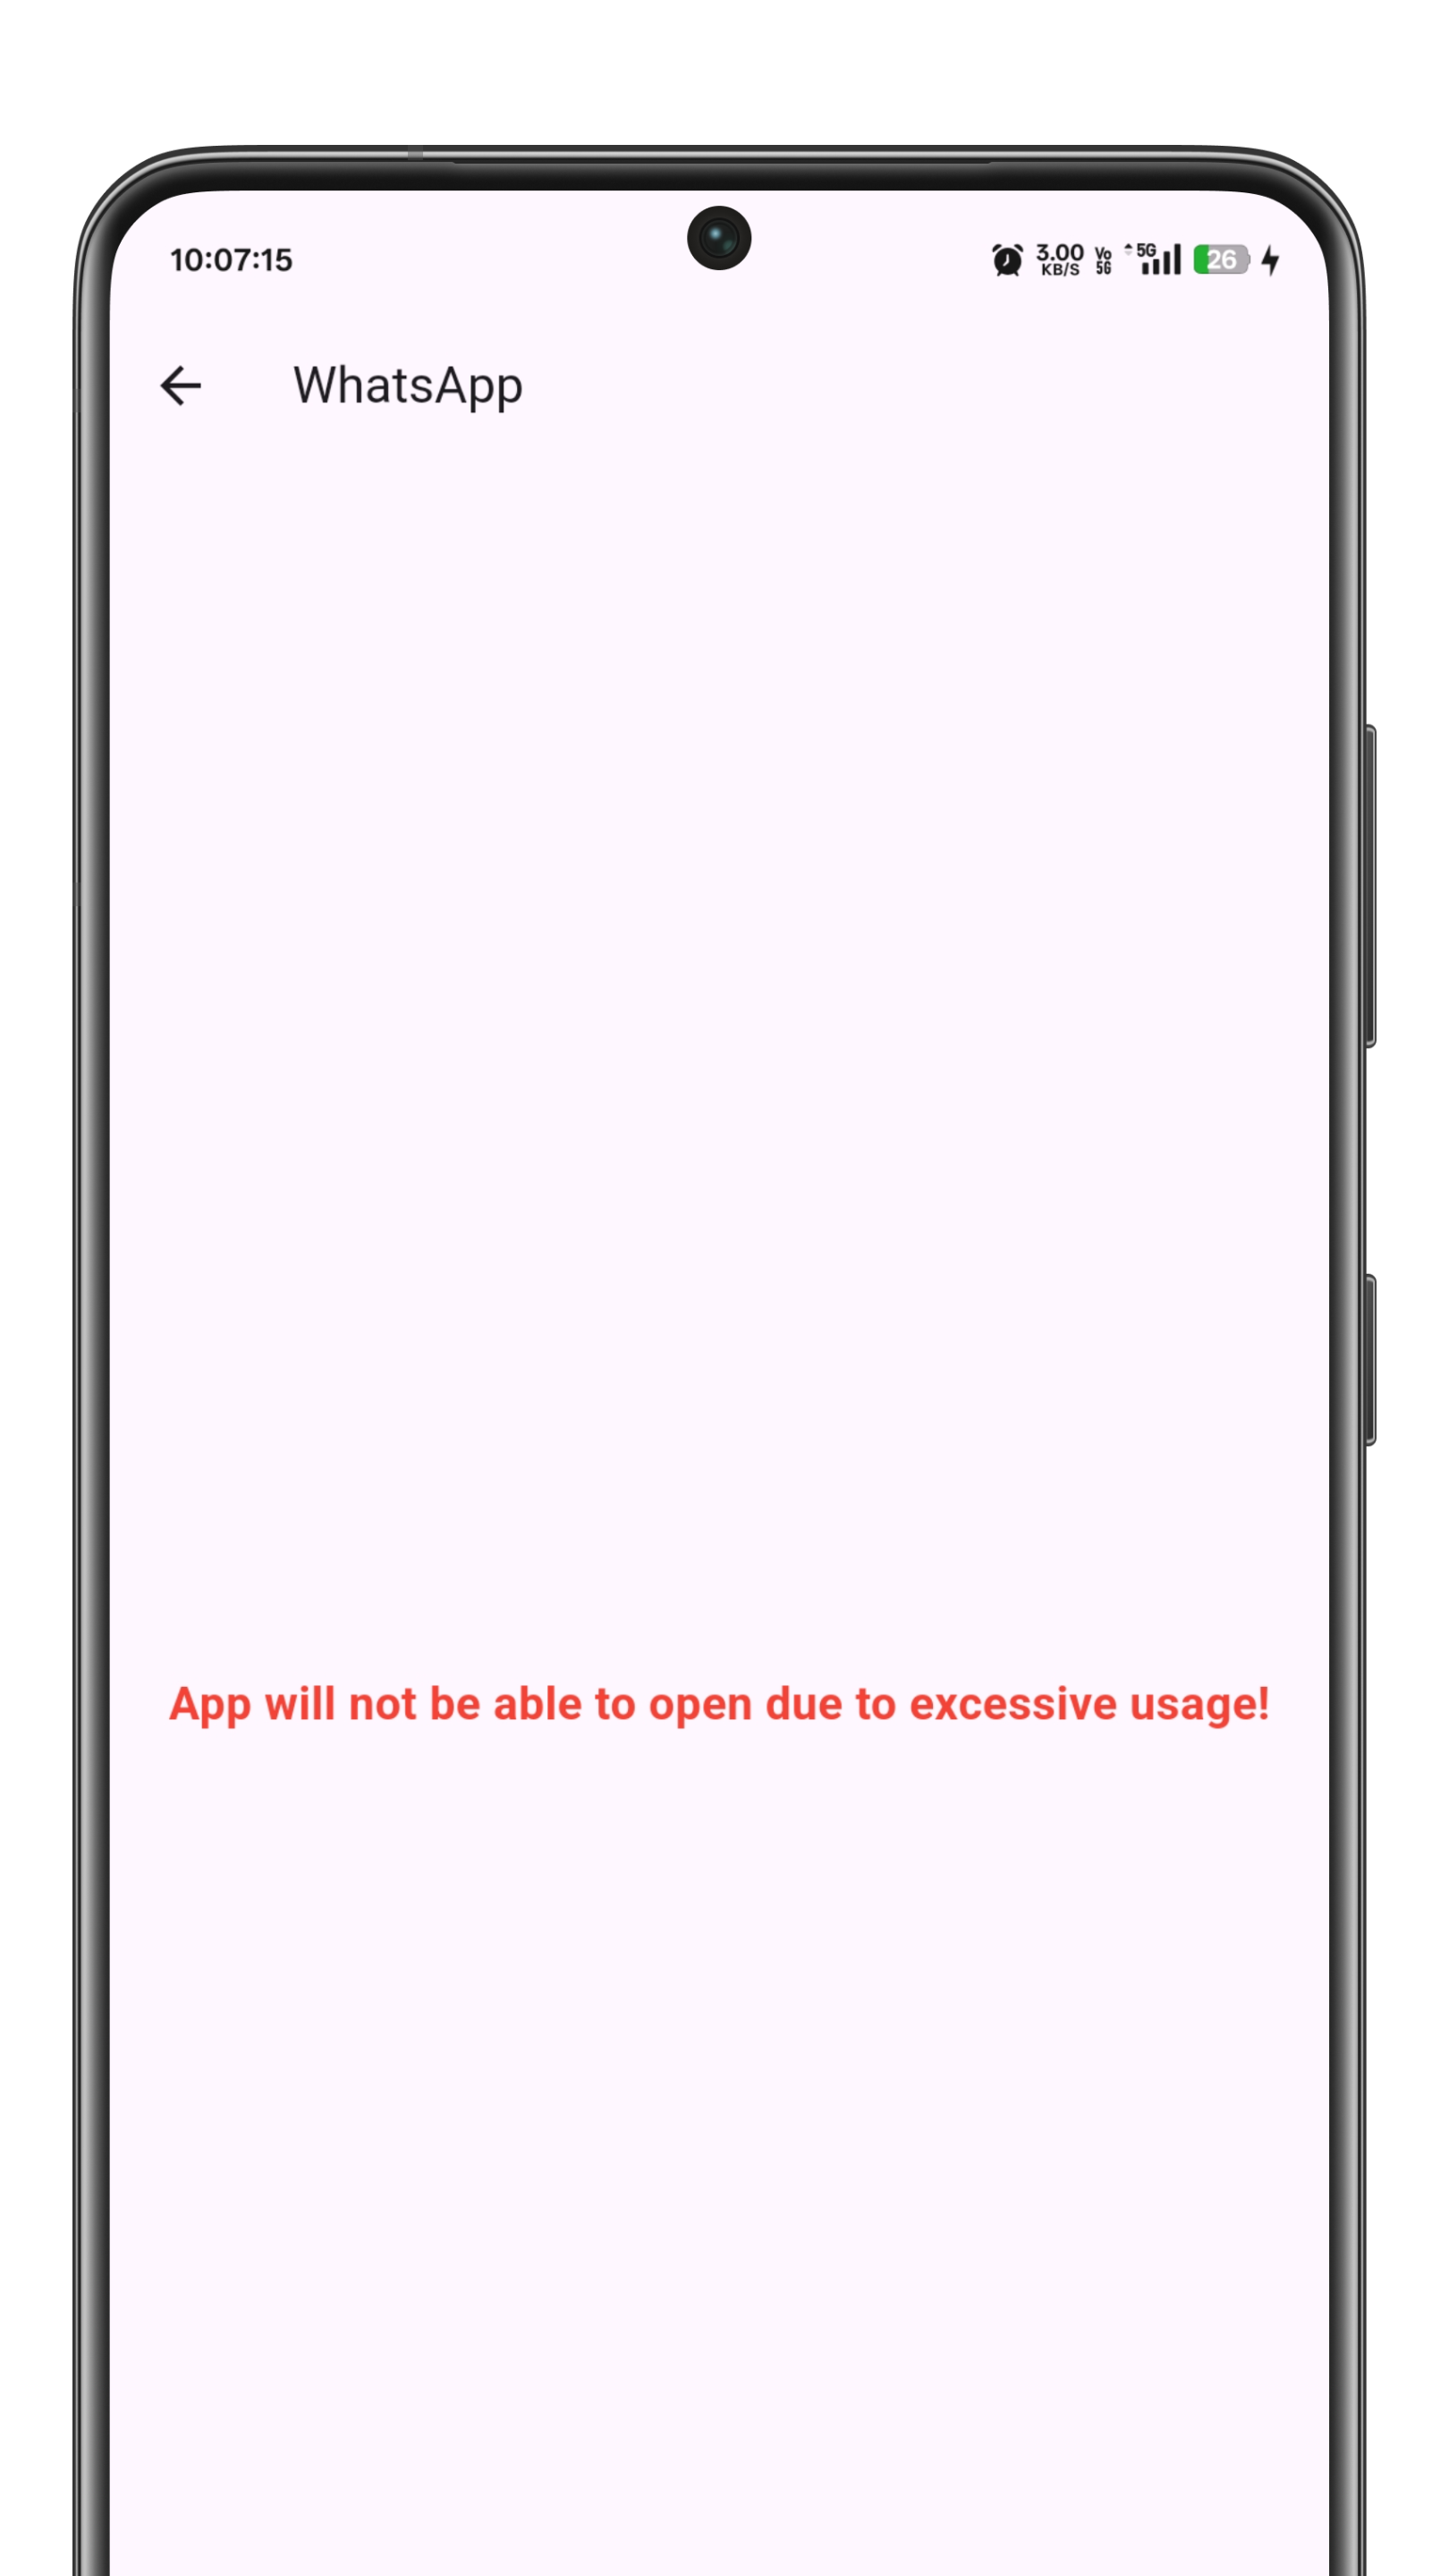 10:07:15
3.00
KB/S
Vo
5G
5G
26
WhatsApp
App will not be able to open due to excessive usage!